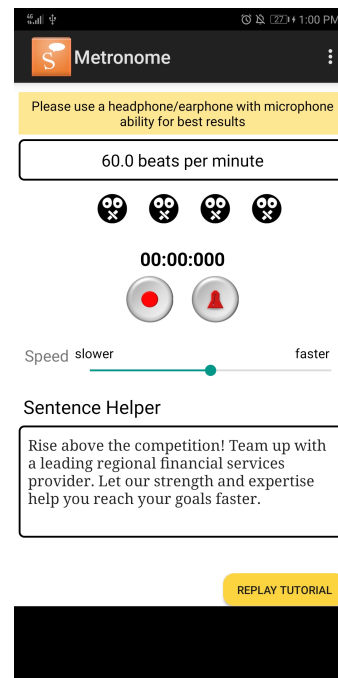 4G 27 1:00 PM
S Metronome
Please use a headphone/earphone with microphone
ability for best results
60.0 beats per minute
00:00:000
Speed slower faster
Sentence Helper
Rise above the competition! Team up with
a leading regional financial services
provider. Let our strength and expertise
help you reach your goals faster.
REPLAY TUTORIAL